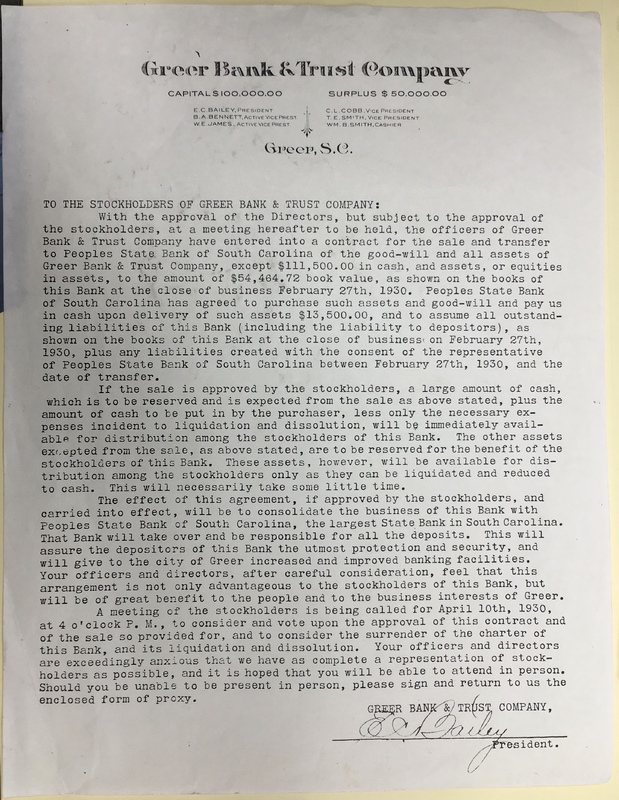 Greer Bank & Trust Company
CAPITAL $100,000.00 SURPLUS $50,000.00
E.C. BAILEY, PRESIDENT
B.A. BENNETT, ACTIVE VICE PREST.
W.E. JAMES, ACTIVE VICE PREST.
C.L. COBB, VICE PRESIDENT
T.E. SMITH, VICE PRESIDENT
WM. B. SMITH, CASHIER
Greer, S.C.
TO THE STOCKHOLDERS OF GREER BANK & TRUST COMPANY:
With the approval of the Directors, but subject to the approval of
the stockholders, at a meeting hereafter to be held, the officers of Greer
Bank & Trust Company have entered into a contract for the sale and transfer
to Peoples State Bank of South Carolina of the good-will and all assets of
Greer Bank & Trust Company, except $111,500.00 in cash, and assets, or equities
in assets, to the amount of $54,464.72 book value, as shown on the books of
this Bank at the close of business February 27th, 1930. Peoples State Bank
of South Carolina has agreed to purchase such assets and good-will and pay us
in cash upon delivery of such assets $13,500.00, and to assume all outstand-
ing liabilities of this Bank (including the liability to depositors), as
shown on the books of this Bank at the close of business on February 27th,
1930, plus any liabilities created with the consent of the representative
of Peoples State Bank of South Carolina between February 27th, 1930, and the
date of transfer.
If the sale is approved by the stockholders, a large amount of cash,
which is to be reserved and is expected from the sale as above stated, plus the
amount of cash to be put in by the purchaser, less only the necessary ex-
penses incident to liquidation and dissolution, will be immediately avail-
able for distribution among the stockholders of this Bank. The other assets
excepted from the sale, as above stated, are to be reserved for the benefit of the
stockholders of this Bank. These assets, however, will be available for dis-
tribution among the stockholders only as they can be liquidated and reduced
to cash. This will necessarily take some little time.
The effect of this agreement, if approved by the stockholders, and
carried into effect, will be to consolidate the business of this Bank with
Peoples State Bank of South Carolina, the largest State Bank in South Carolina.
That Bank will take over and be responsible for all the deposits. This will
assure the depositors of this Bank the utmost protection and security, and
will give to the city of Greer increased and improved banking facilities.
Your officers and directors, after careful consideration, feel that this
arrangement is not only advantageous to the stockholders of this Bank, but
will be of great benefit to the people and to the business interests of Greer.
A meeting of the stockholders is being called for April 10th, 1930,
at 4 o'clock P. M., to consider and vote upon the approval of this contract and
of the sale so provided for, and to consider the surrender of the charter of
this Bank, and its liquidation and dissolution. Your officers and directors
are exceedingly anxious that we have as complete a representation of stock-
holders as possible, and it is hoped that you will be able to attend in person.
Should you be unable to be present in person, please sign and return to us the
enclosed form of proxy.
GREER BANK & TRUST COMPANY,
E C Bailey
President.